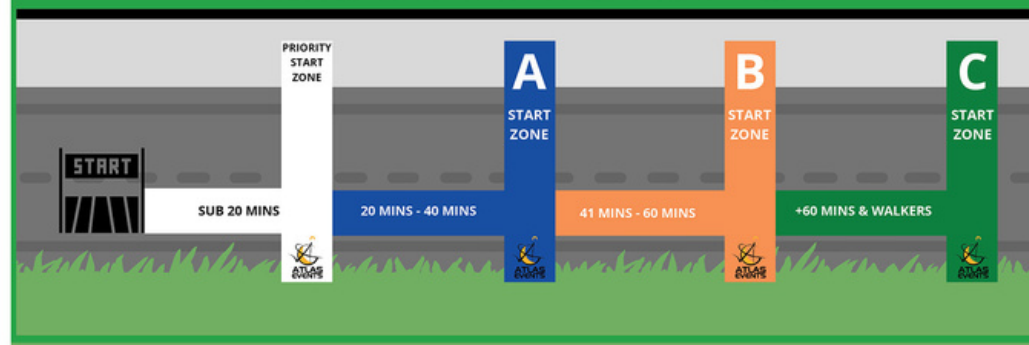 PRIORITY
START
ZONE
A
START
ZONE
B
START
ZONE
C
START
ZONE
START
SUB 20 MINS
20 MINS - 40 MINS
41 MINS - 60 MINS
+60 MINS & WALKERS
ATLAS
EVENTS
ATLAS
EVENTS
ATLAS
EVENTS
ATLAS
EVENTS